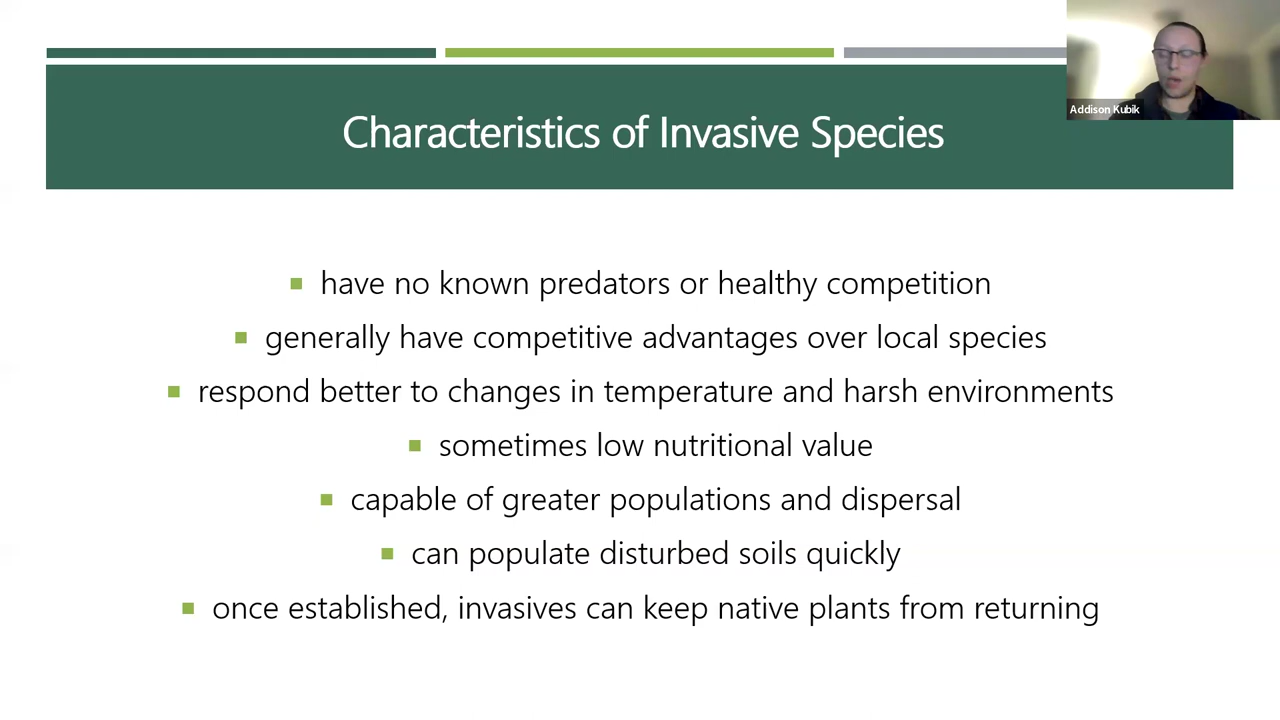 Addison Kubik
Characteristics of Invasive Species
have no known predators or healthy competition
generally have competitive advantages over local species
respond better to changes in temperature and harsh environments
sometimes low nutritional value
capable of greater populations and dispersal
can populate disturbed soils quickly
once established, invasives can keep native plants from returning